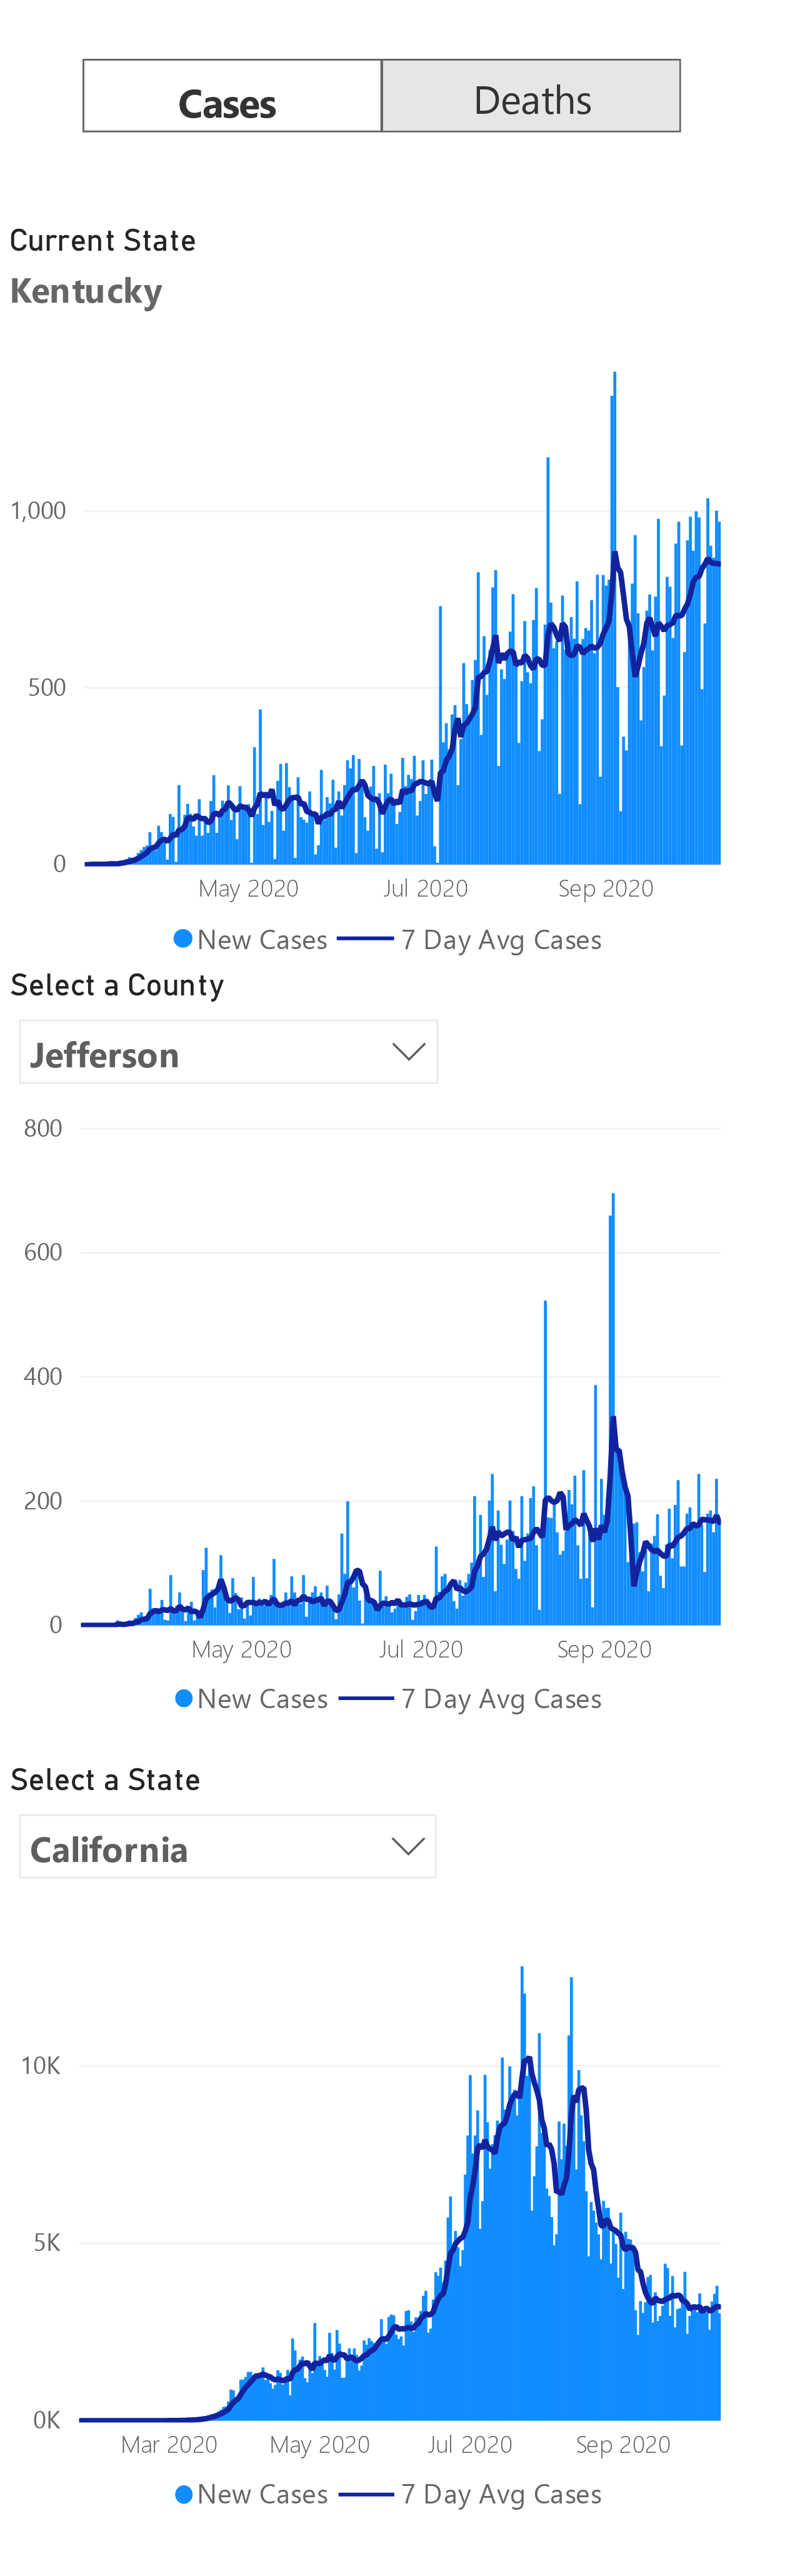 Cases Deaths
Current State
Kentucky
1,000
500
0
May 2020 Jul 2020 Sep 2020
New Cases 7 Day Avg Cases
Select a County
Jefferson
800
600
400
200
0
May 2020 Jul 2020 Sep 2020
New Cases 7 Day Avg Cases
Select a State
California
10K
5K
0K
Mar 2020 May 2020 Jul 2020 Sep 2020
New Cases 7 Day Avg Cases